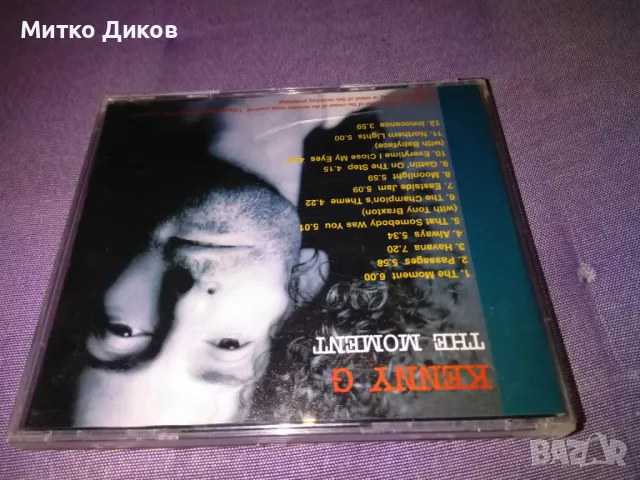 Митко Диков
KENNY G
THE MOMENT
1. The Moment 6.00
2. Passages 5.58
3. Havana 7.20
4. Always 5.34
5. That Somebody Was You 5.01
(with Tony Braxton)
6. The Champion's Theme 4.22
7. Eastside Jam 5.09
8. Moonlight 5.59
9. Gettin' On The Step 4.15
10. Everytime I Close My Eyes
(with Babyface)
11. Northern Lights 5.00
12. Innocence 3.59
BAZAR